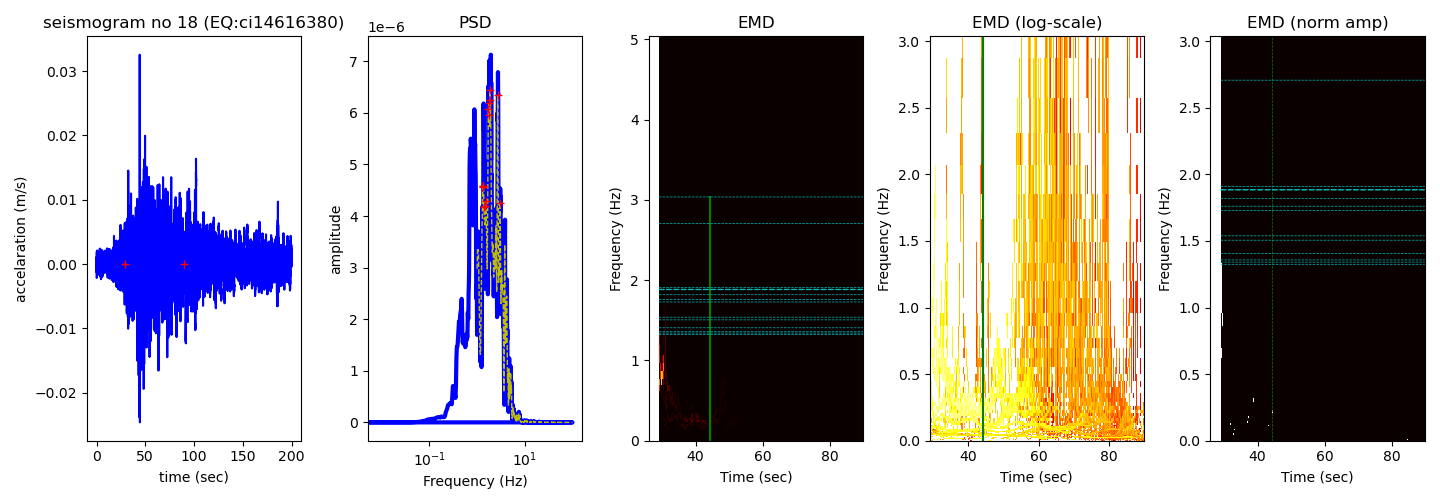 seismogram no 18 (EQ:ci14616380)
accelaration (m/s)
0.03
0.02
0.01
0.00
−0.01
−0.02
0 50 100 150 200
time (sec)
PSD
1e−6
amplitude
7
6
5
4
3
2
1
0
10−1 101
Frequency (Hz)
EMD
Frequency (Hz)
5
4
3
2
1
0
40 60 80
Time (sec)
EMD (log-scale)
Frequency (Hz)
3.0
2.5
2.0
1.5
1.0
0.5
0.0
40 60 80
Time (sec)
EMD (norm amp)
Frequency (Hz)
3.0
2.5
2.0
1.5
1.0
0.5
0.0
40 60 80
Time (sec)